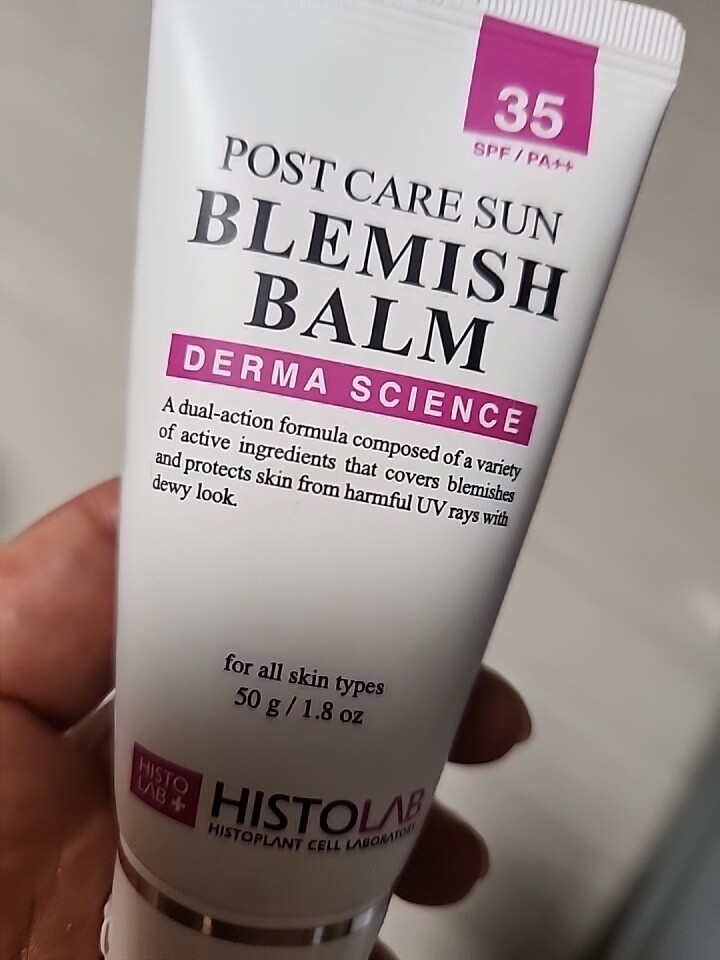 35
SPF / PA++
POST CARE SUN
BLEMISH
BALM
DERMA SCIENCE
A dual-action formula composed of a variety
of active ingredients that covers blemishes
and protects skin from harmful UV rays with
dewy look.
for all skin types
50 g / 1.8 oz
HISTO
LAB +
HISTOLAB
HISTOPLANT CELL LABORATORY